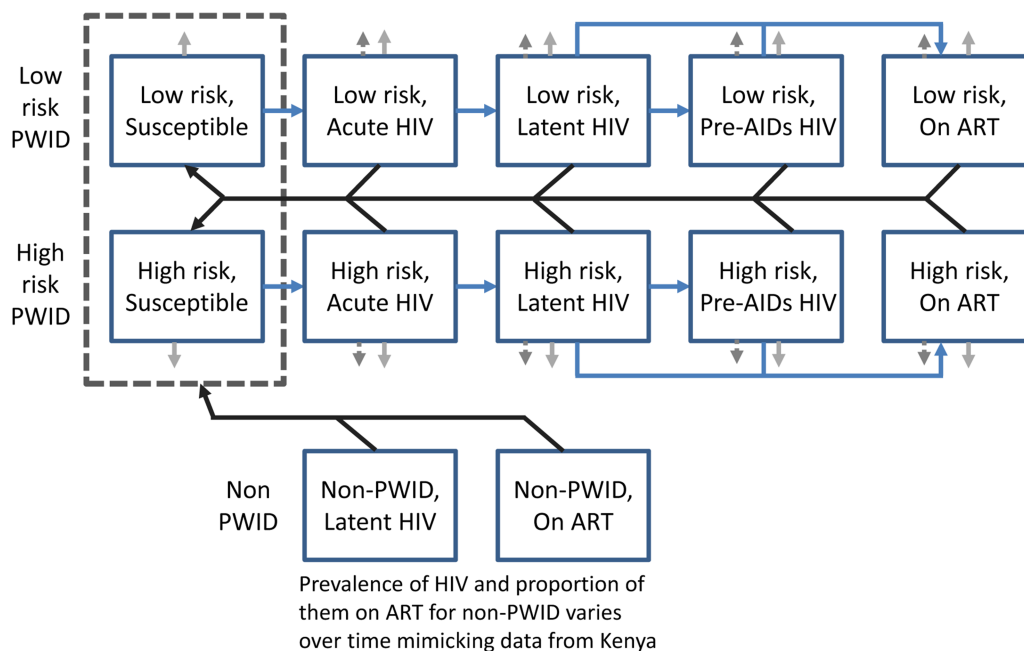 Low
risk
PWID
Low risk,
Susceptible
Low risk,
Acute HIV
Low risk,
Latent HIV
Low risk,
Pre-AIDs HIV
Low risk,
On ART
High
risk
PWID
High risk,
Susceptible
High risk,
Acute HIV
High risk,
Latent HIV
High risk,
Pre-AIDs HIV
High risk,
On ART
Non
PWID
Non-PWID,
Latent HIV
Non-PWID,
On ART
Prevalence of HIV and proportion of
them on ART for non-PWID varies
over time mimicking data from Kenya